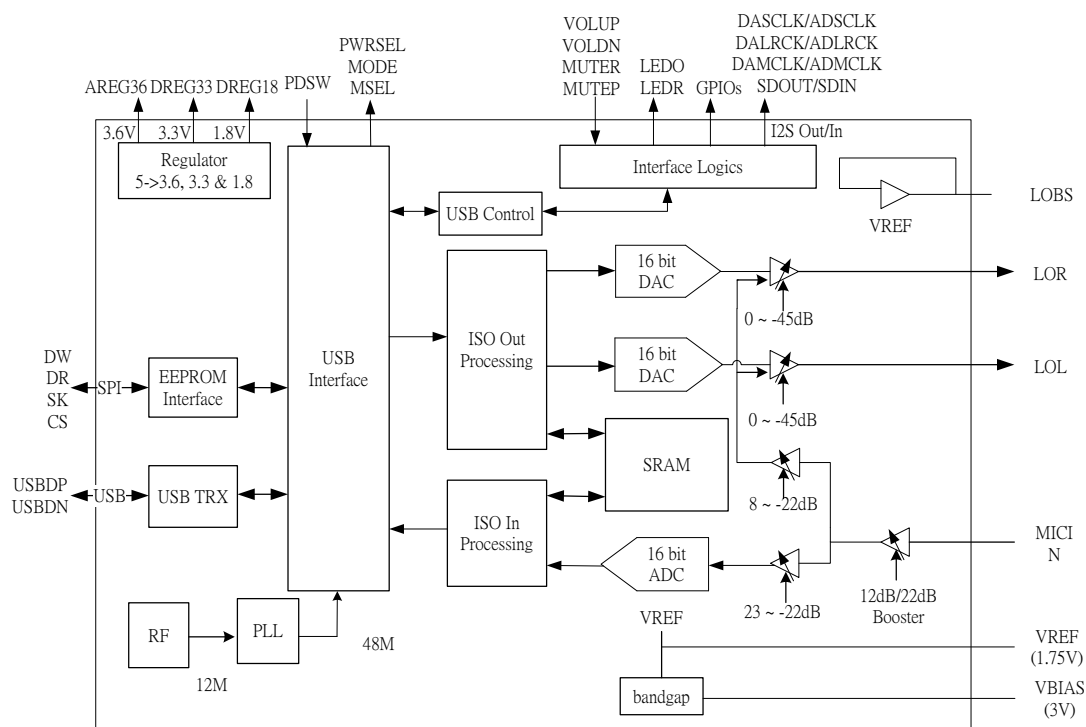 DASCLK/ADSCLK
DALRCK/ADLRCK
DAMCLK/ADMCLK
SDOUT/SDIN
VOLUP
VOLDN
MUTER
MUTEP
PWRSEL
MODE
MSEL
LEDO
LEDR
GPIOs
AREG36
DREG33
DREG18
PDSW
3.6V
3.3V
1.8V
I2S Out/In
Regulator
5->3.6, 3.3 & 1.8
Interface Logics
USB Control
VREF
LOBS
16 bit
DAC
LOR
0 ~ -45dB
ISO Out
Processing
USB
Interface
16 bit
DAC
LOL
0 ~ -45dB
DW
DR
SK
CS
SPI
EEPROM
Interface
SRAM
8 ~ -22dB
USBDP
USBDN
USB
USB TRX
ISO In
Processing
16 bit
ADC
23 ~ -22dB
MICI
N
12dB/22dB
Booster
RF
PLL
12M
48M
VREF
VREF
(1.75V)
bandgap
VBIAS
(3V)